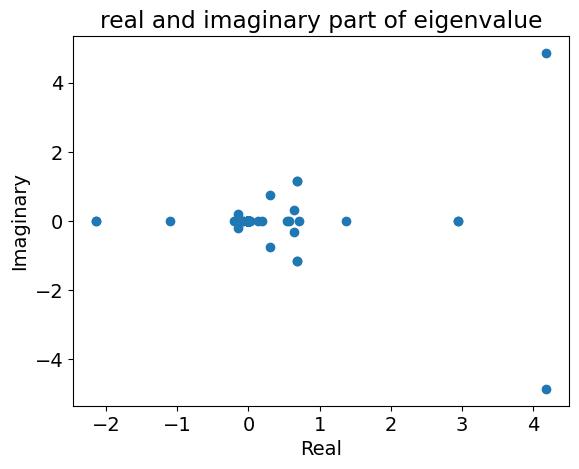 real and imaginary part of eigenvalue
4
2
0
−2
−4
Imaginary
−2 −1 0 1 2 3 4
Real